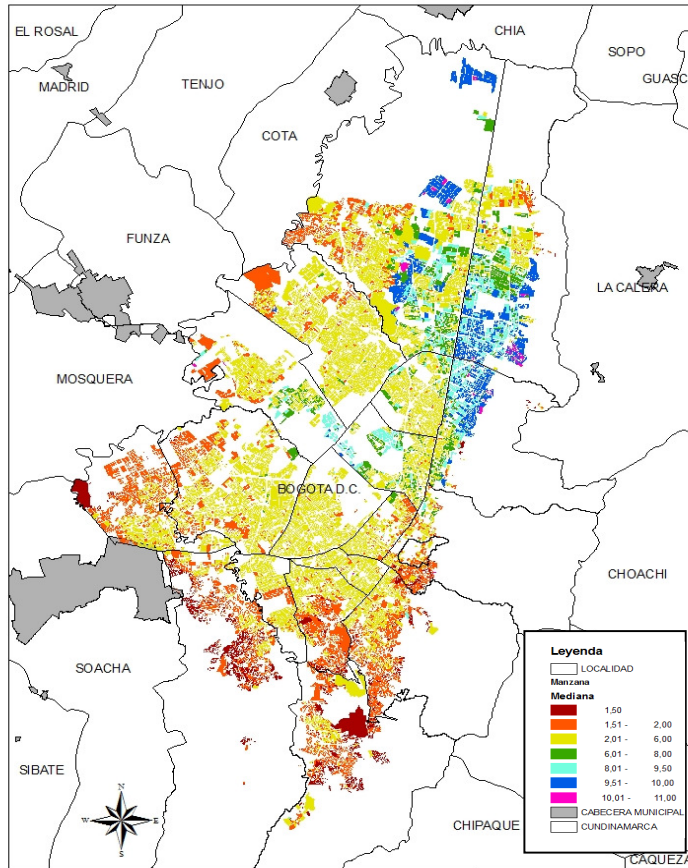 EL ROSAL
CHIA
SOPO
TENJO
GUASC
MADRID
COTA
FUNZA
LA CALERA
MOSQUERA
BOGOTA D.C.
CHOACHI
SOACHA
SIBATE
CHIPAQUE
CAQUEZA
N
W E
S
Leyenda
LOCALIDAD
Manzana
Mediana
1,50
1,51 - 2,00
2,01 - 6,00
6,01 - 8,00
8,01 - 9,50
9,51 - 10,00
10,01 - 11,00
CABECERA MUNICIPAL
CUNDINAMARCA